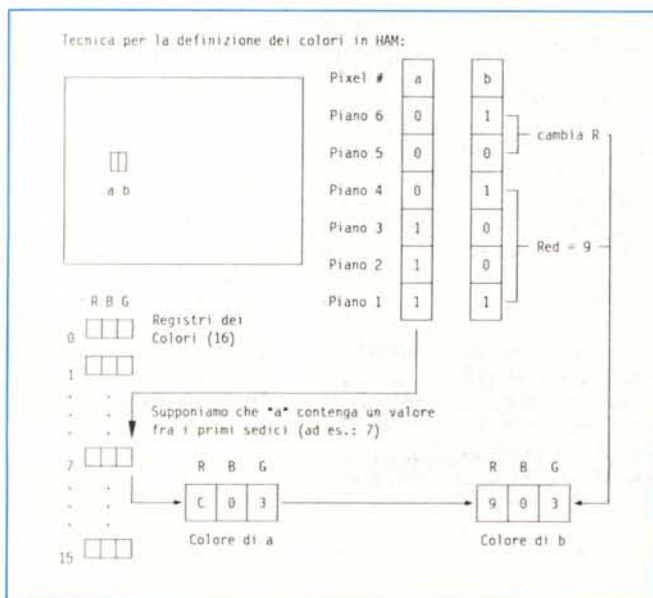 Tecnica per la definizione dei colori in HAM:
Pixel # a b
Piano 6 0 1
cambia R
Piano 5 0 0
Piano 4 0 1
a b
Piano 3 1 0
Red = 9
Piano 2 1 0
Piano 1 1 1
R B G
0 Registri dei
Colori (16)
1
Supponiamo che "a" contenga un valore
fra i primi sedici (ad es.: 7)
7
R B G R B G
C 0 3 9 0 3
Colore di a Colore di b
15